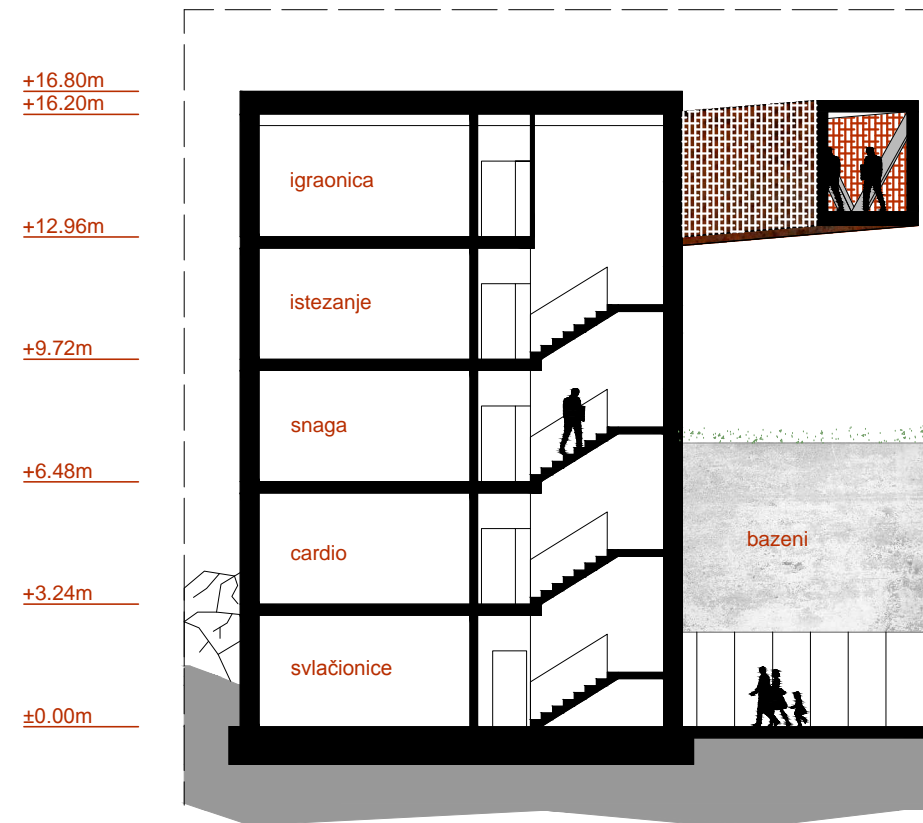 +16.80m
+16.20m
igraonica
+12.96m
istezanje
+9.72m
snaga
+6.48m
bazeni
cardio
+3.24m
svlačionice
±0.00m